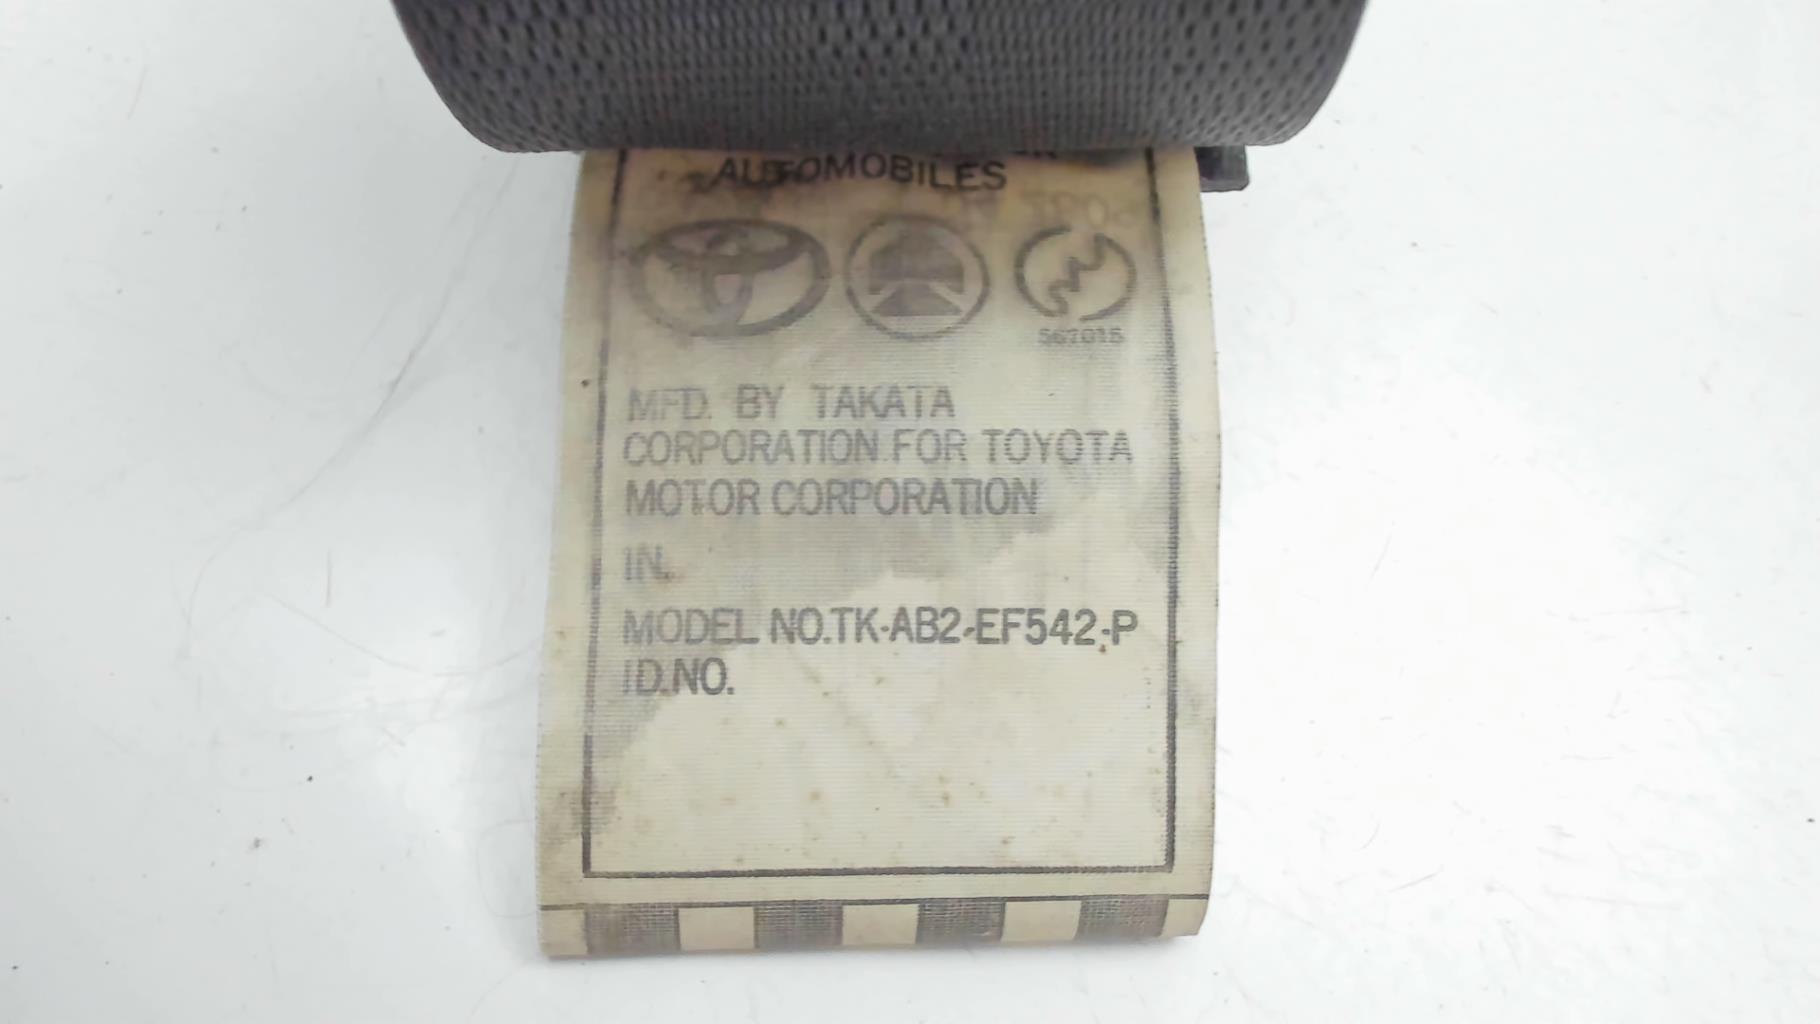 AUTOMOBILES
567015
MFD. BY TAKATA
CORPORATION FOR TOYOTA
MOTOR CORPORATION
IN.
MODEL NO.TK-AB2-EF542-P
ID.NO.